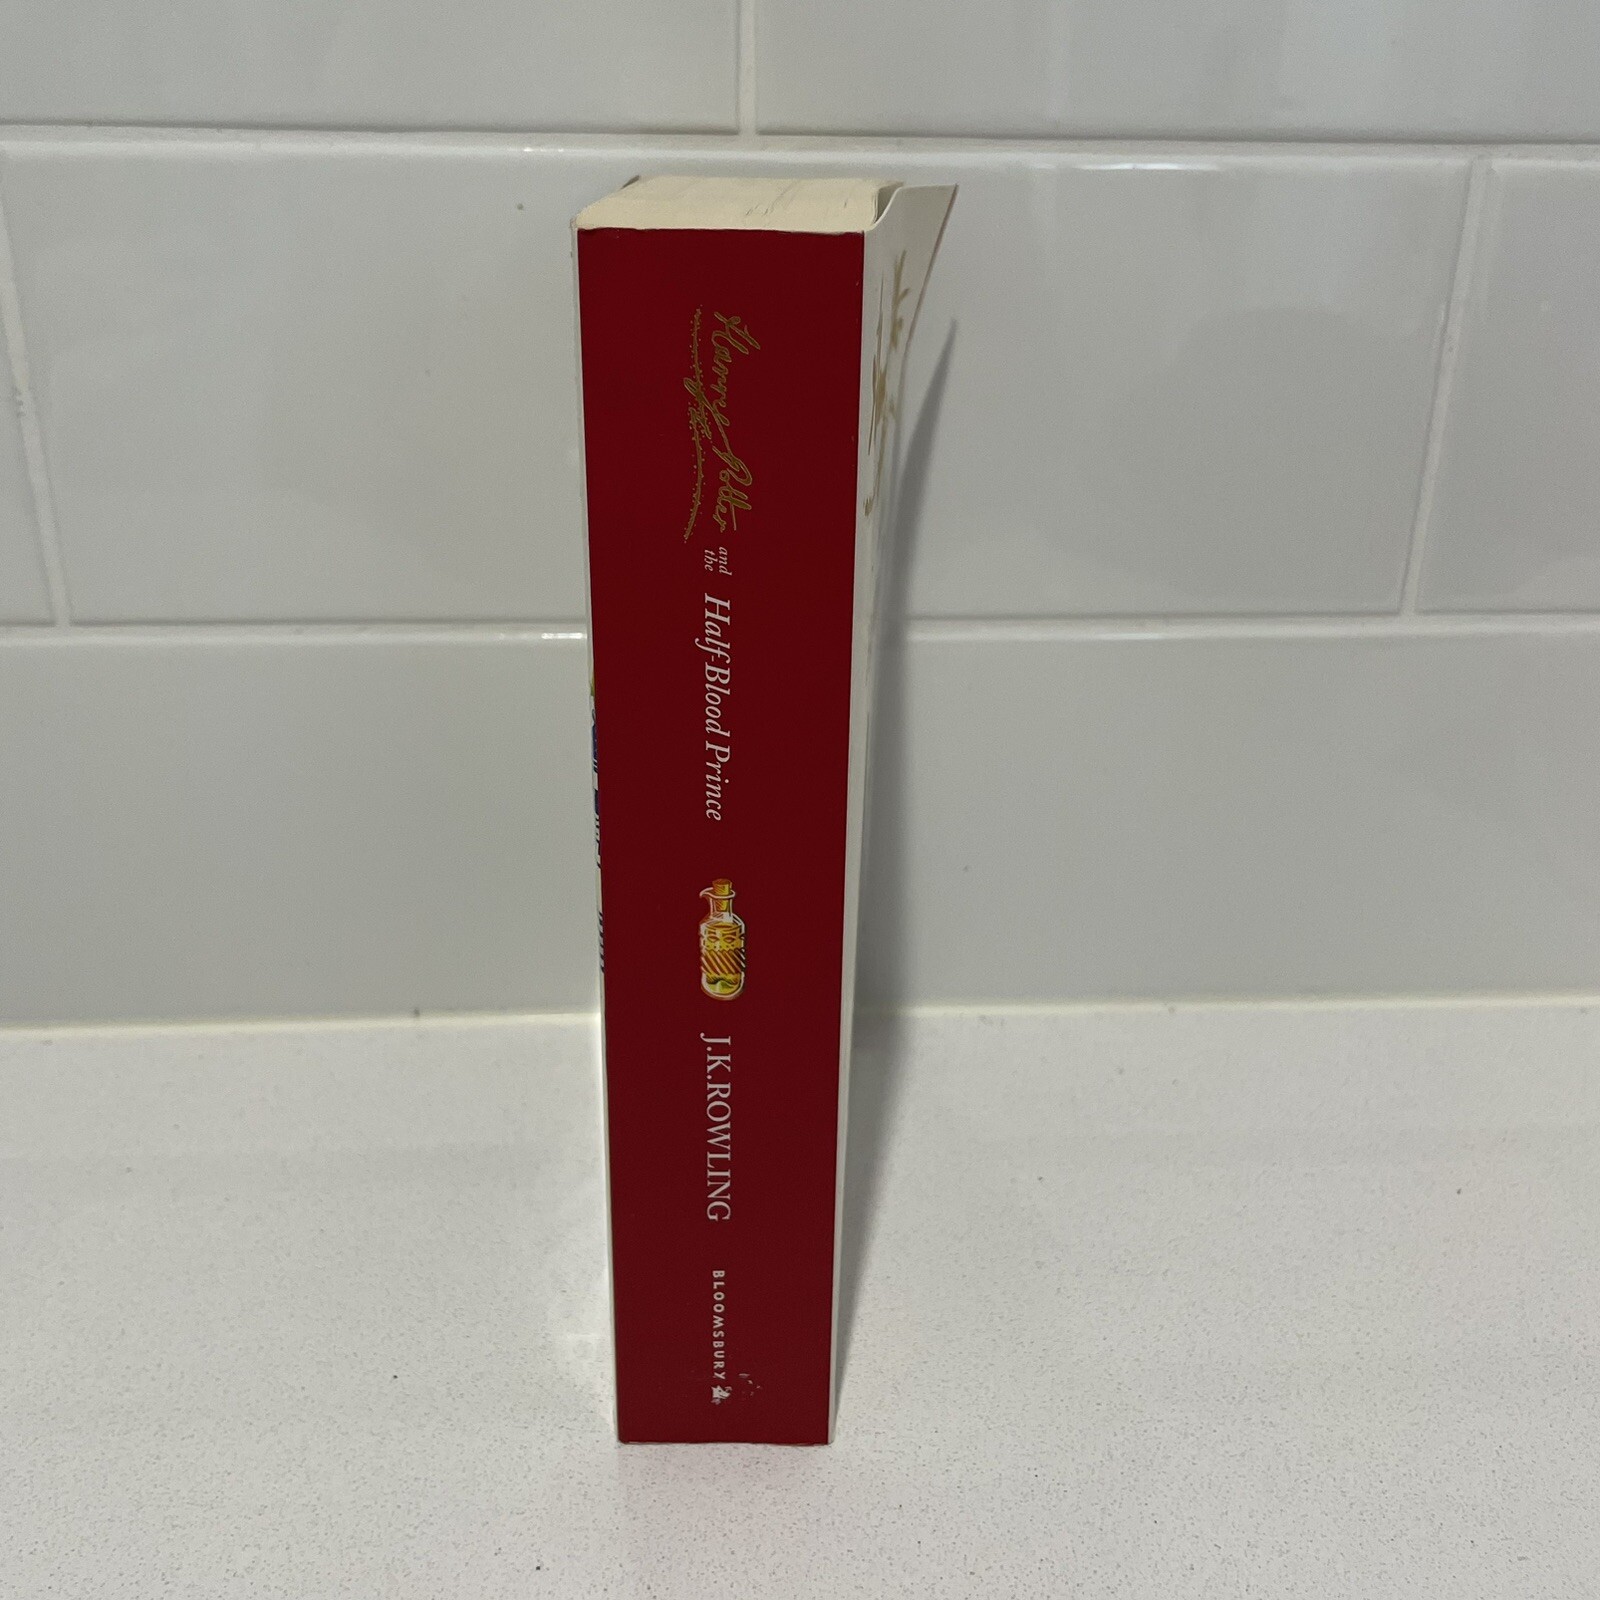 Harry Potter and the Half-Blood Prince
J.K.ROWLING
BLOOMSBURY